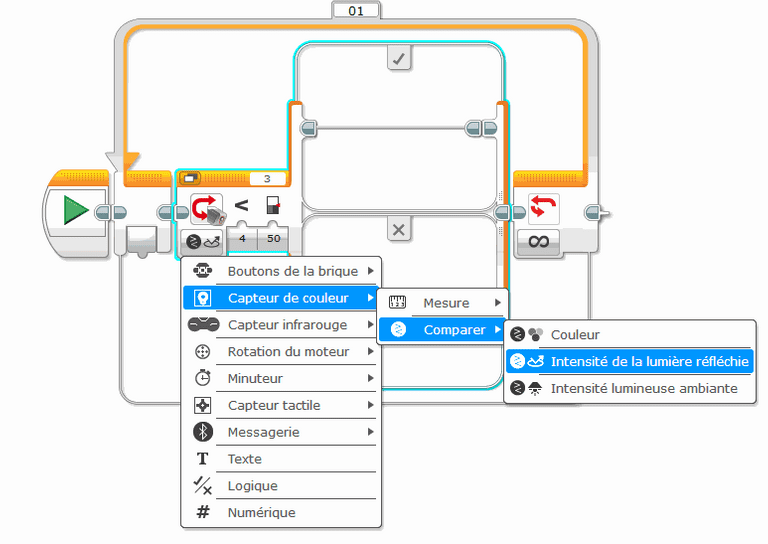 01
3
<
4 50
Boutons de la brique
Capteur de couleur
Capteur infrarouge
Rotation du moteur
Minuteur
Capteur tactile
Messagerie
T Texte
Logique
# Numérique
123 Mesure
Comparer
Couleur
Intensité de la lumière réfléchie
Intensité lumineuse ambiante